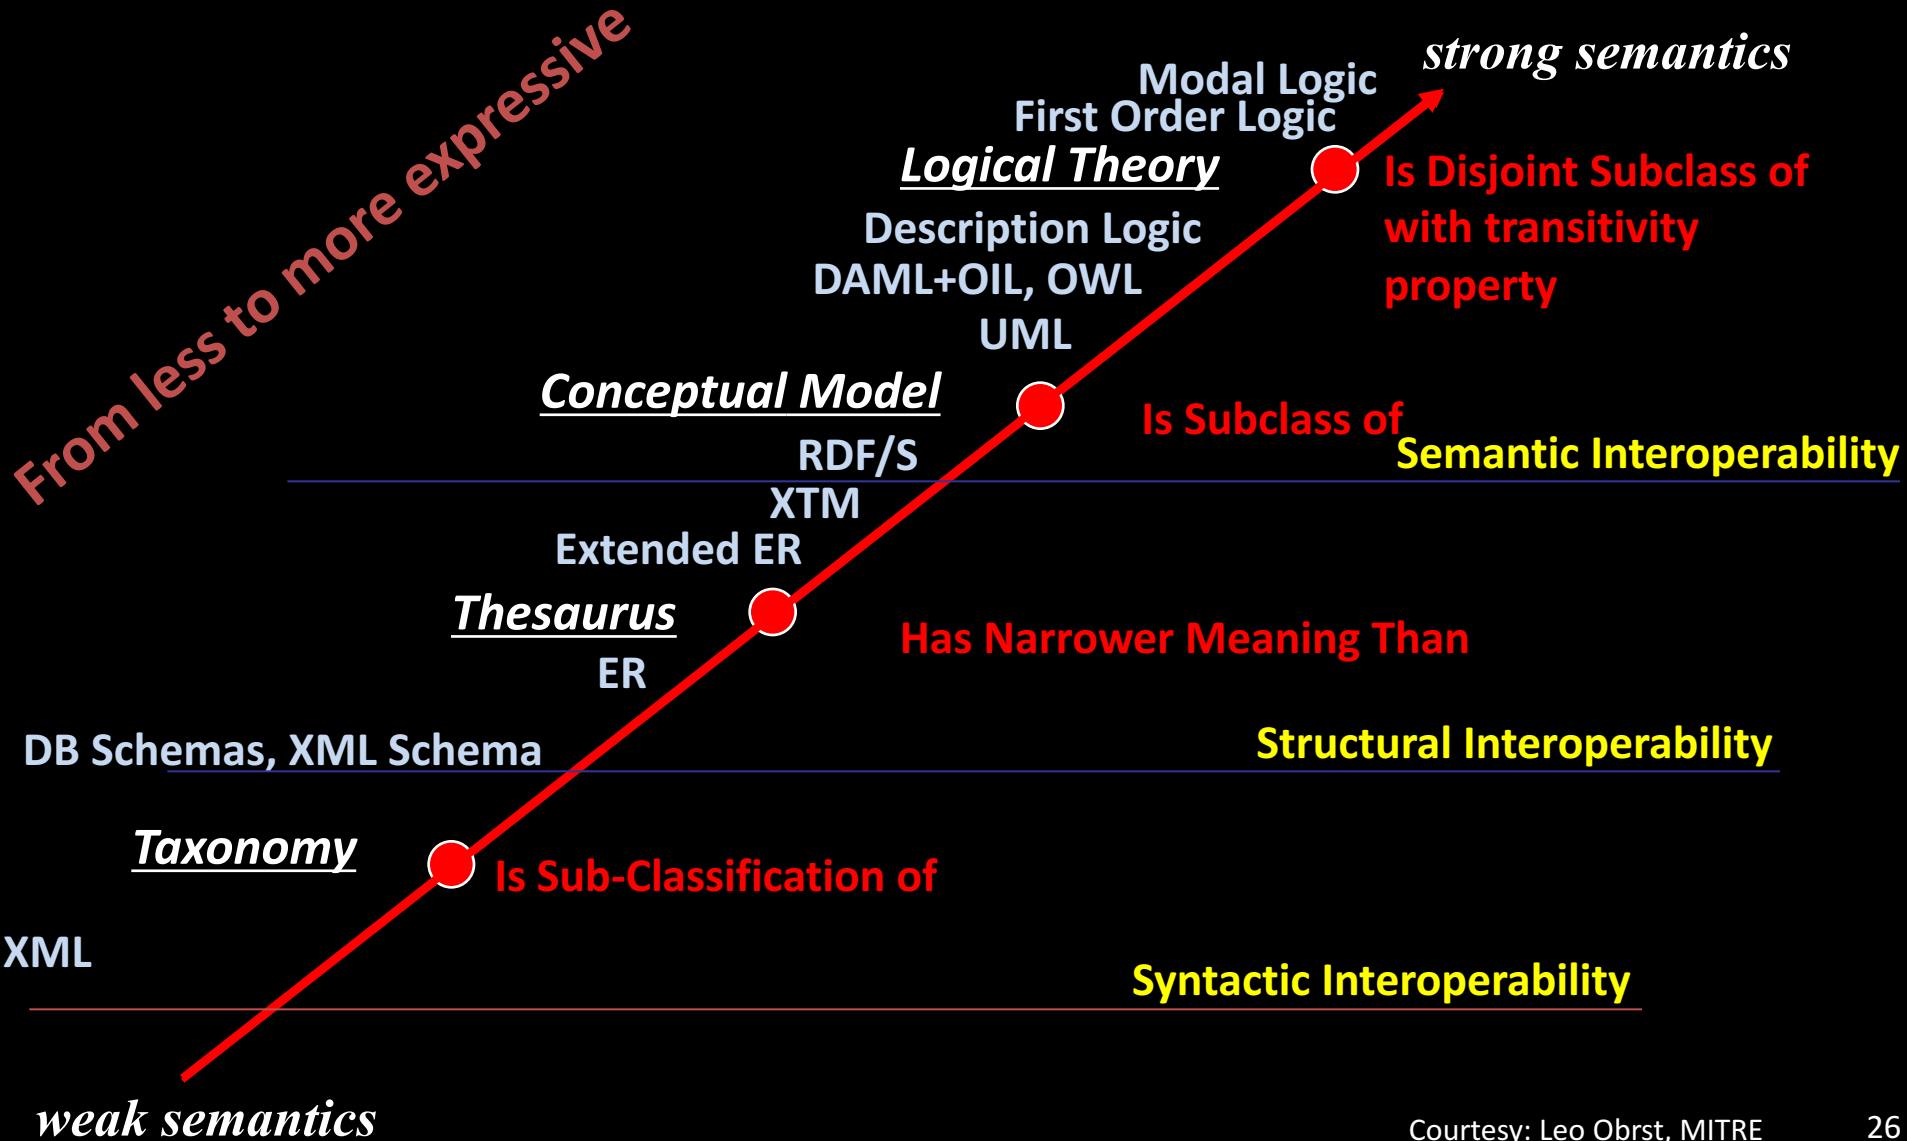 From less to more expressive
strong semantics
Modal Logic
First Order Logic
Logical Theory
Is Disjoint Subclass of
with transitivity
property
Description Logic
DAML+OIL, OWL
UML
Conceptual Model
Is Subclass of
RDF/S
Semantic Interoperability
XTM
Extended ER
Thesaurus
Has Narrower Meaning Than
ER
DB Schemas, XML Schema
Structural Interoperability
Taxonomy
Is Sub-Classification of
XML
Syntactic Interoperability
weak semantics
Courtesy: Leo Obrst, MITRE
26